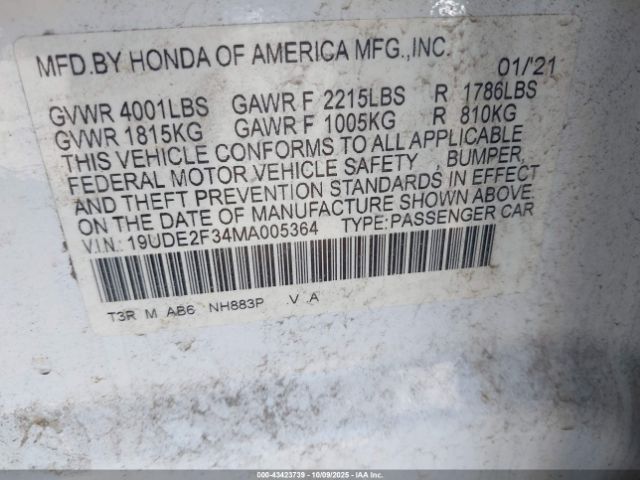 MFD.BY HONDA OF AMERICA MFG.,INC.
01/'21
GVWR 4001LBS GAWR F 2215LBS R 1786LBS
GVWR 1815KG GAWR F 1005KG R 810KG
THIS VEHICLE CONFORMS TO ALL APPLICABLE
FEDERAL MOTOR VEHICLE SAFETY , BUMPER,
AND THEFT PREVENTION STANDARDS IN EFFECT
ON THE DATE OF MANUFACTURE SHOWN ABOVE.
V.I.N.: 19UDE2F34MA005364 TYPE:PASSENGER CAR
T3R M AB6 NH883P V A
000-43423739 - 10/09/2025 - IAAI.COM